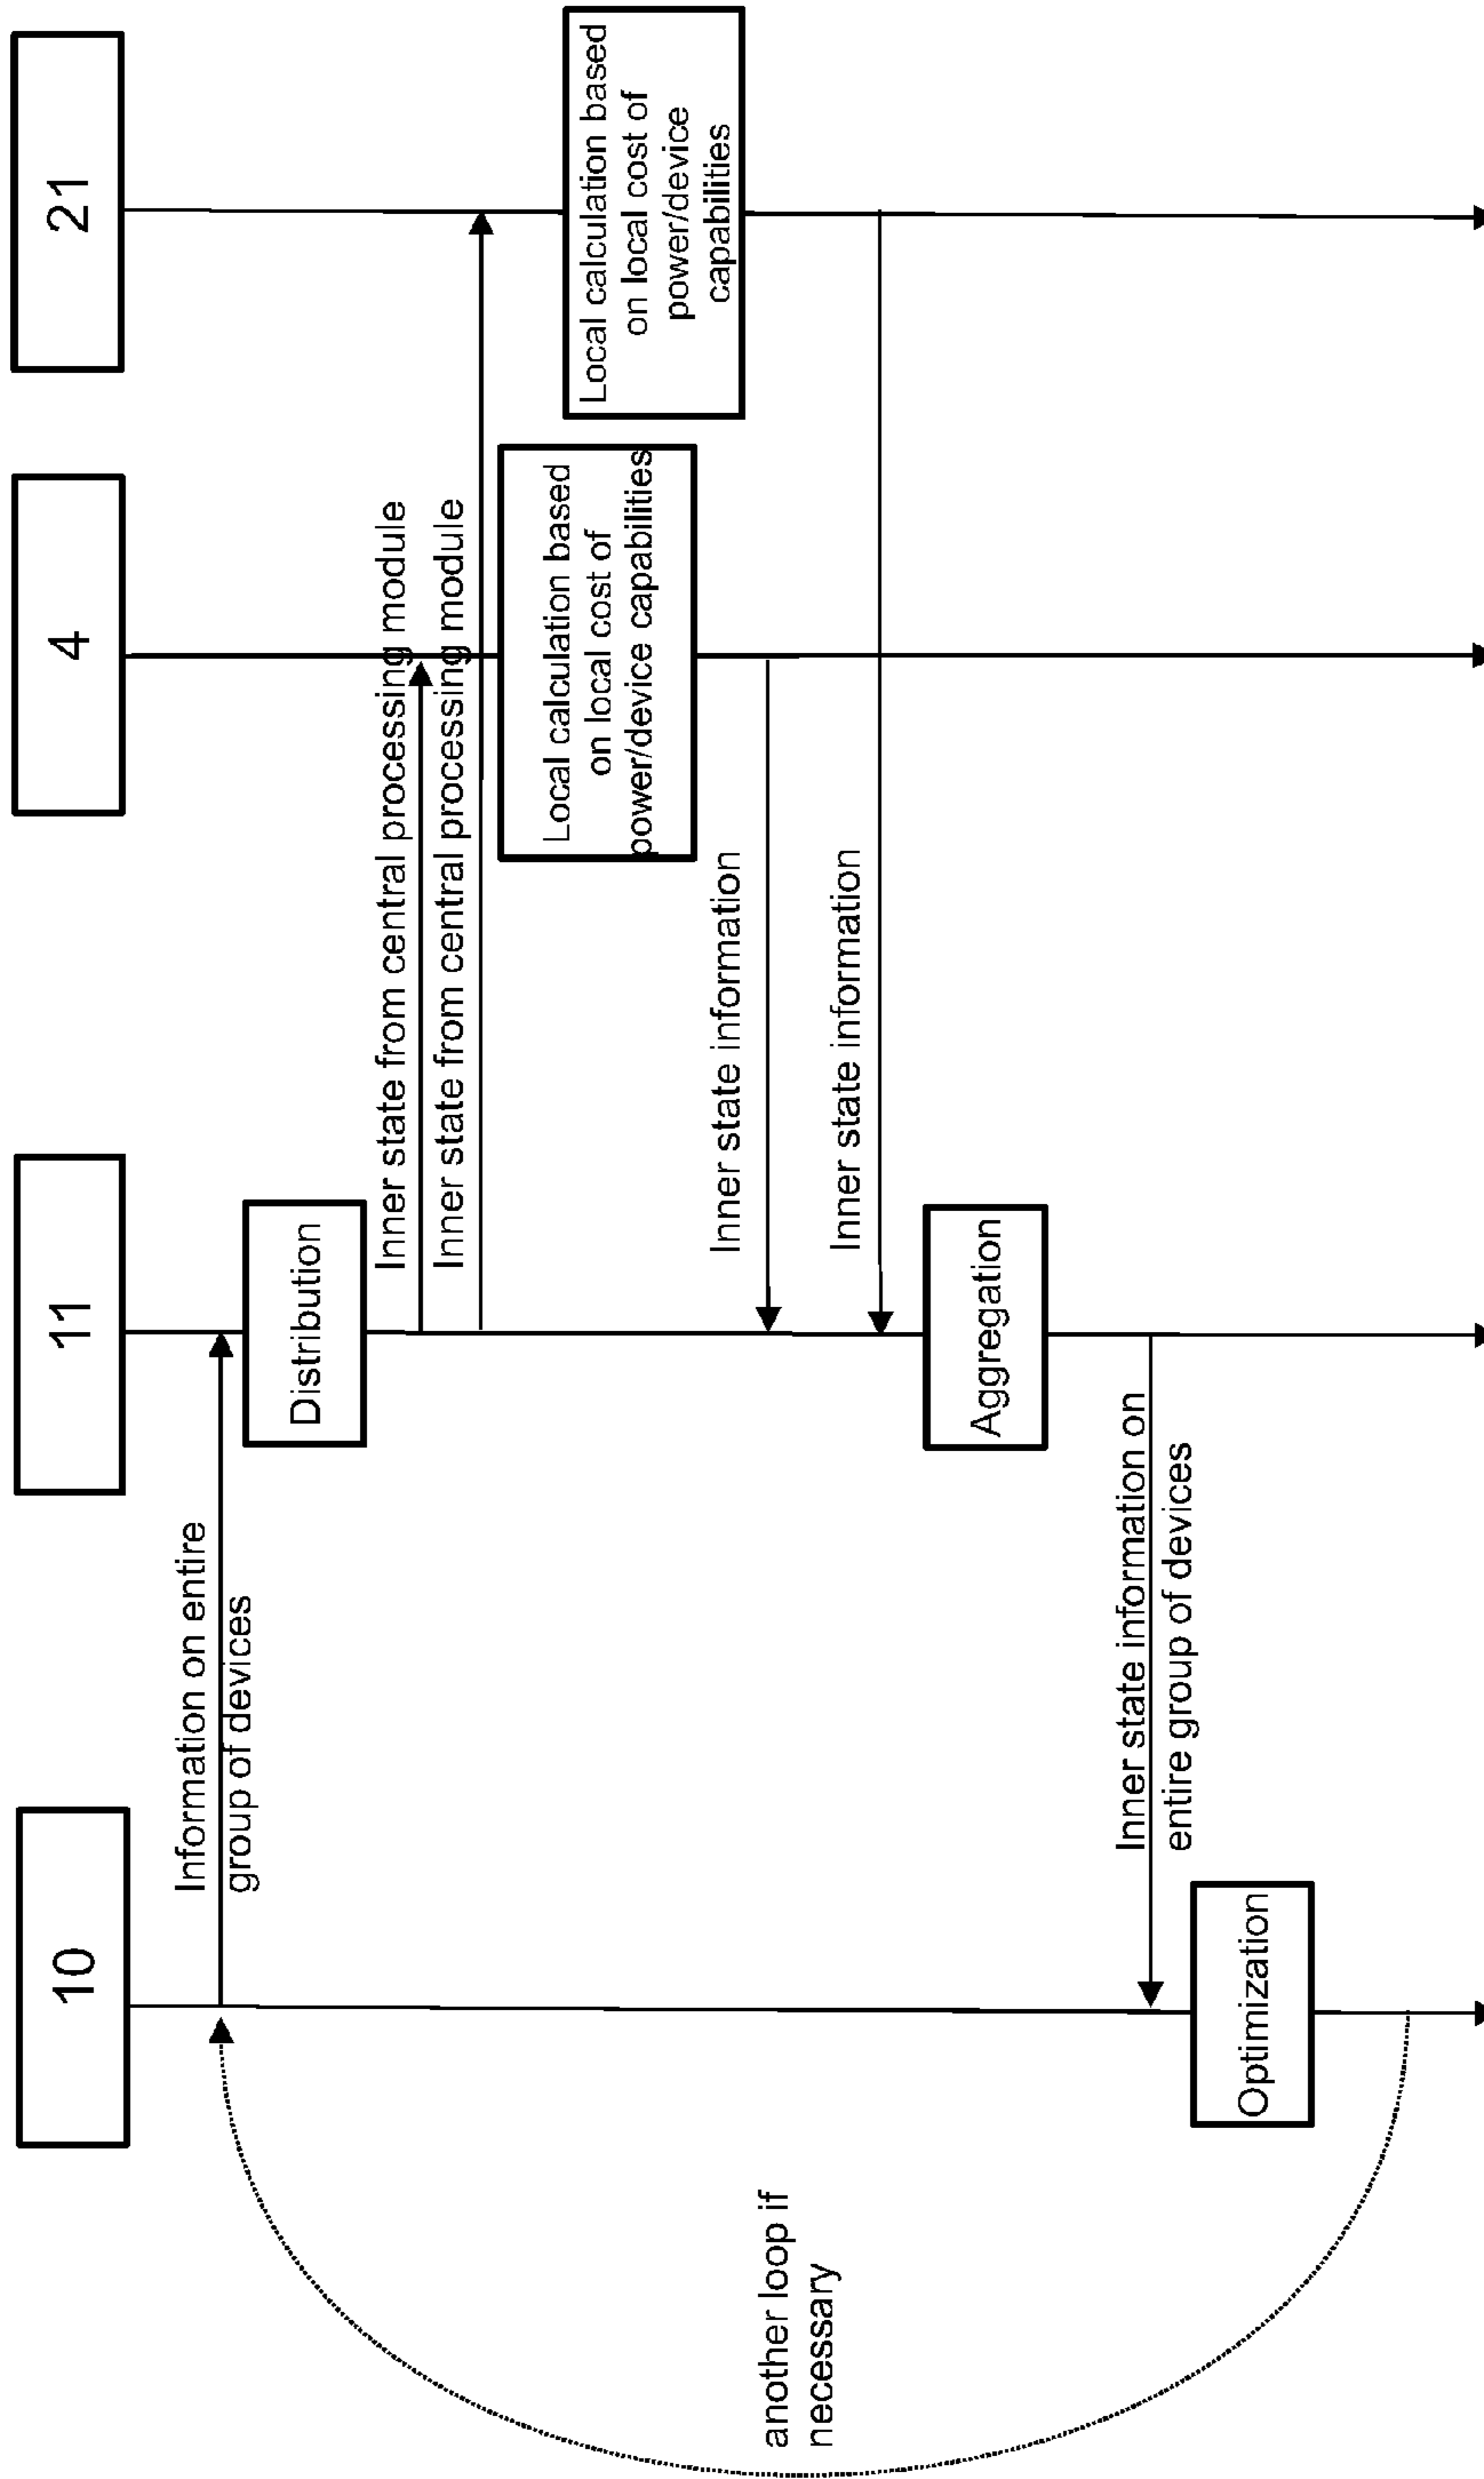 10
11
4
21
Information on entire
group of devices
Distribution
Inner state from central processing module
Inner state from central processing module
Local calculation based
on local cost of
power/device capabilities
Local calculation based
on local cost of
power/device
capabilities
Inner state information
Inner state information
Aggregation
Inner state information on
entire group of devices
Optimization
another loop if
necessary